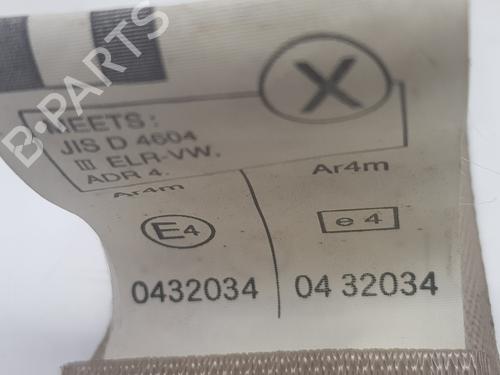 B-PARTS
X
MEETS:
JIS D 4604
III ELR-VW.
ADR 4.
Ar4m Ar4m
E4 e 4
0432034 04 32034